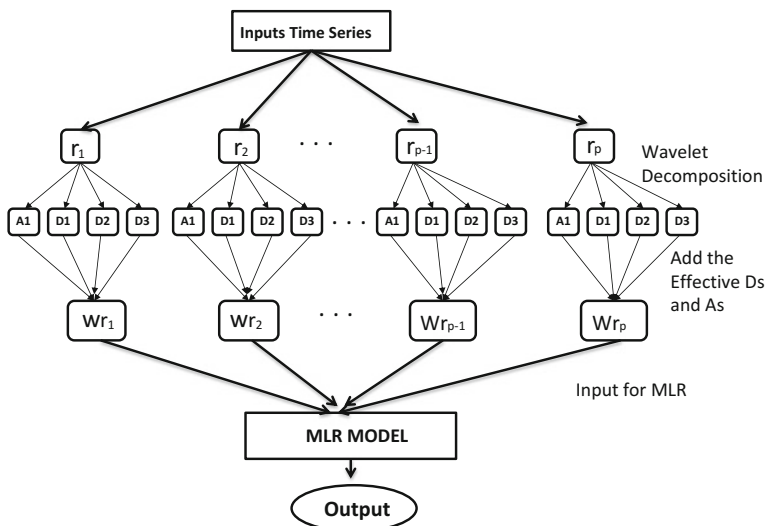 Inputs Time Series
r1 r2 . . . rp-1 rp
Wavelet
Decomposition
A1 D1 D2 D3 A1 D1 D2 D3 . . . A1 D1 D2 D3 A1 D1 D2 D3
Add the
Effective Ds
and As
Wr1 Wr2 . . . Wrp-1 Wrp
Input for MLR
MLR MODEL
Output